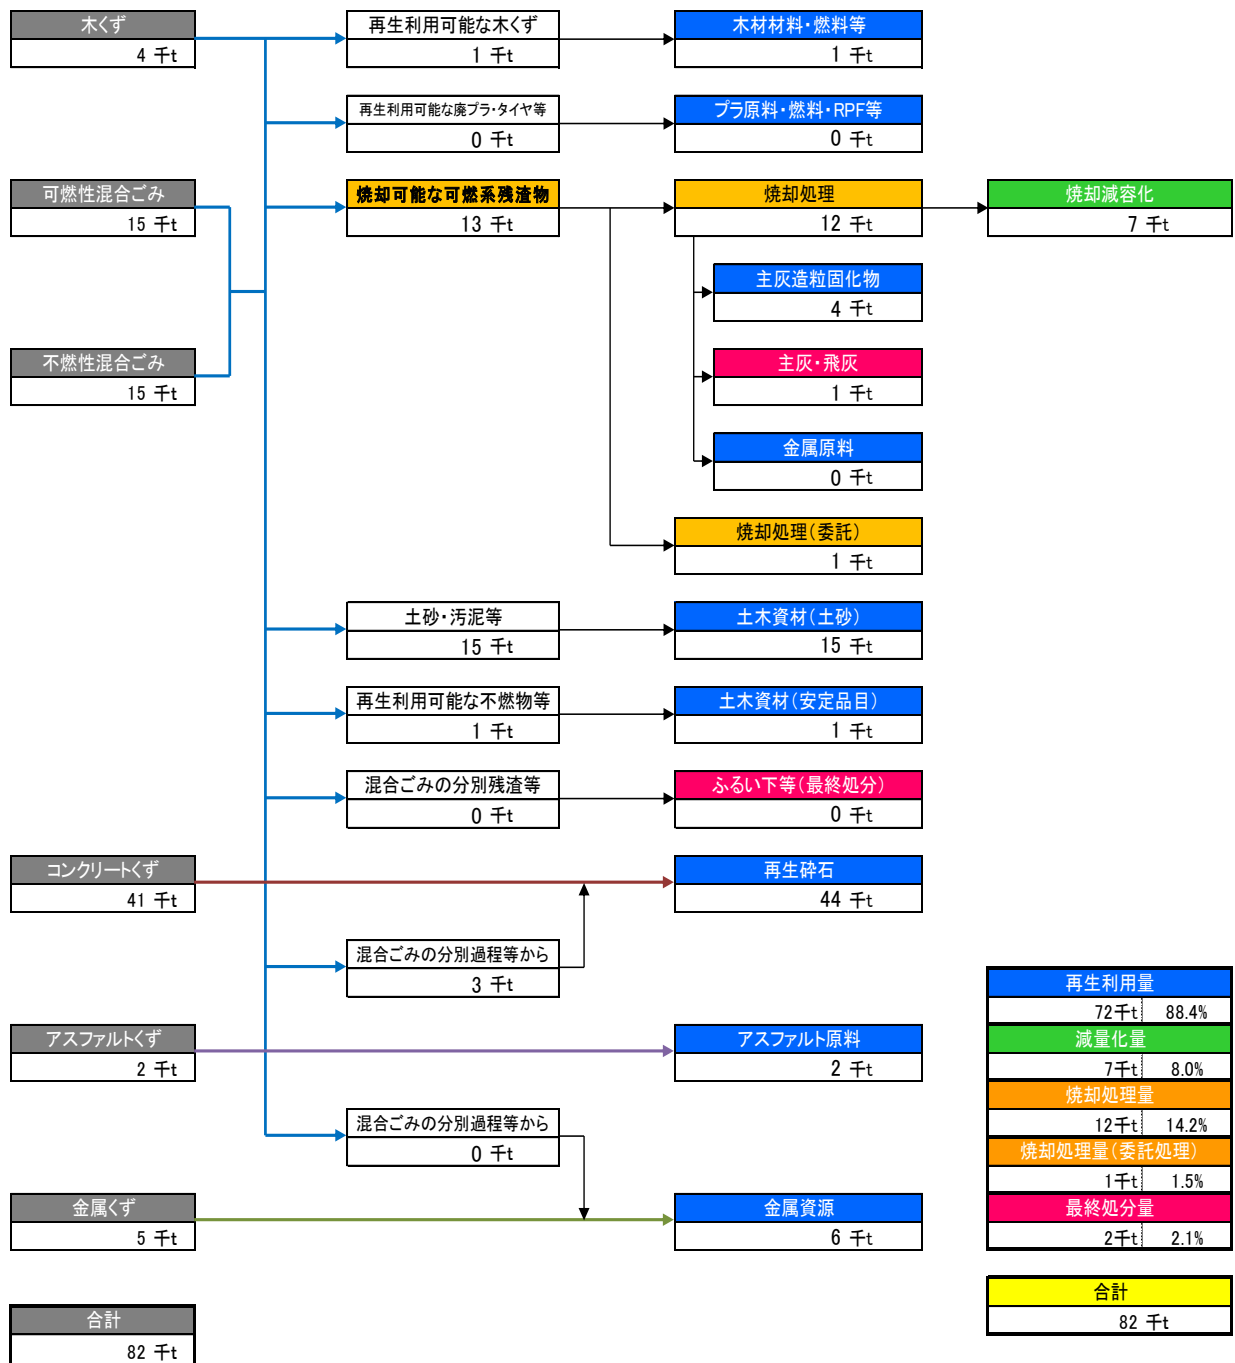 木くず
4 千t
再生利用可能な木くず
1 千t
木材材料・燃料等
1 千t
再生利用可能な廃プラ・タイヤ等
0 千t
プラ原料・燃料・RPF等
0 千t
可燃性混合ごみ
15 千t
焼却可能な可燃系残渣物
13 千t
焼却処理
12 千t
焼却減容化
7 千t
主灰造粒固化物
4 千t
不燃性混合ごみ
15 千t
主灰・飛灰
1 千t
金属原料
0 千t
焼却処理(委託)
1 千t
土砂・汚泥等
15 千t
土木資材(土砂)
15 千t
再生利用可能な不燃物等
1 千t
土木資材(安定品目)
1 千t
混合ごみの分別残渣等
0 千t
ふるい下等(最終処分)
0 千t
コンクリートくず
41 千t
再生砕石
44 千t
混合ごみの分別過程等から
3 千t
アスファルトくず
2 千t
アスファルト原料
2 千t
混合ごみの分別過程等から
0 千t
金属くず
5 千t
金属資源
6 千t
再生利用量
72千t 88.4%
減量化量
7千t 8.0%
焼却処理量
12千t 14.2%
焼却処理量(委託処理)
1千t 1.5%
最終処分量
2千t 2.1%
合計
82 千t
合計
82 千t